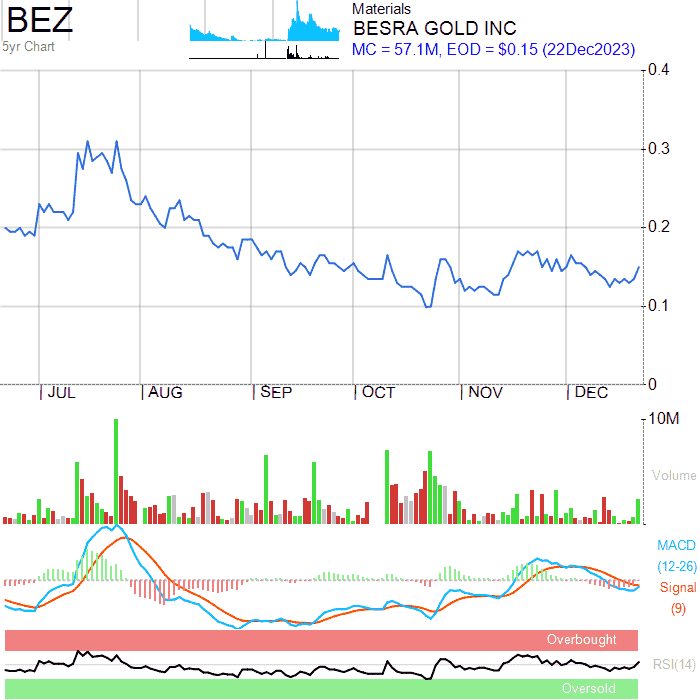 BEZ
5yr Chart
Materials
BESRA GOLD INC
MC = 57.1M, EOD = $0.15 (22Dec2023)
0.4
0.3
0.2
0.1
0
JUL AUG SEP OCT NOV DEC
10M
Volume
MACD
(12-26)
Signal
(9)
Overbought
RSI(14)
Oversold